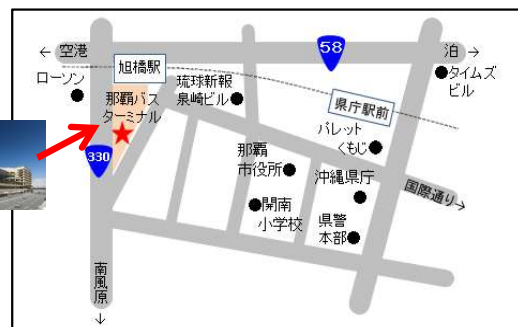 ← 空港
58
泊 →
ローソン
旭橋駅
琉球新報
泉崎ビル
タイムズ
ビル
那覇バス
ターミナル
県庁駅前
パレット
くもじ
330
那覇
市役所
沖縄県庁
国際通り→
開南
小学校
県警
本部
南風原
↓